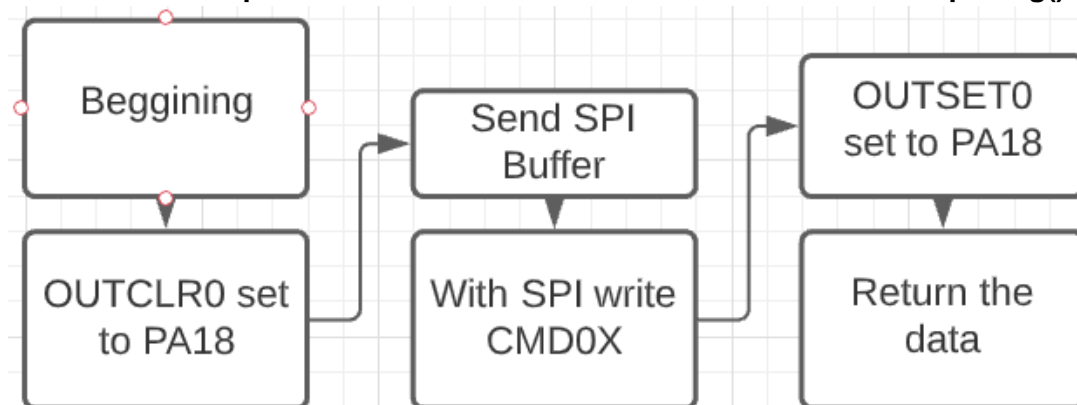 Beggining
OUTCLR0 set
to PA18
Send SPI
Buffer
With SPI write
CMD0X
OUTSET0
set to PA18
Return the
data